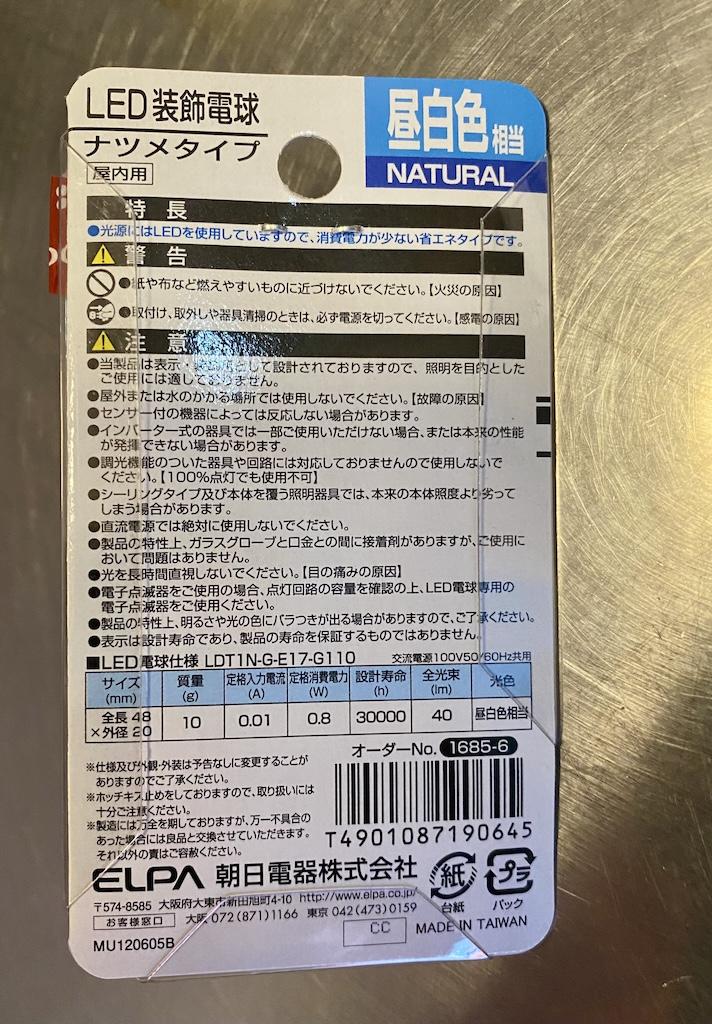 LED装飾電球
ナツメタイプ
屋内用
昼白色相当
NATURAL
特 長
●光源にはLEDを使用していますので、消費電力が少ない省エネタイプです。
警 告
●紙や布など燃えやすいものに近づけないでください。【火災の原因】
●取付け、取外しや器具清掃のときは、必ず電源を切ってください。【感電の原因】
注 意
●当製品は表示・装飾用として設計されておりますので、照明を目的とした
ご使用には適しておりません。
●屋外または水のかかる場所では使用しないでください。【故障の原因】
●センサー付の機器によっては反応しない場合があります。
●インバーター式の器具では一部ご使用いただけない場合、または本来の性能
が発揮できない場合があります。
●調光機能のついた器具や回路には対応しておりませんので使用しないで
ください。【100%点灯でも使用不可】
●シーリングタイプ及び本体を覆う照明器具では、本来の本体照度より劣って
しまう場合があります。
●直流電源では絶対に使用しないでください。
●製品の特性上、ガラスグローブと口金との間に接着剤がありますが、ご使用に
おいて問題はありません。
●光を長時間直視しないでください。【目の痛みの原因】
●電子点滅器をご使用の場合、点灯回路の容量を確認の上、LED電球専用の
電子点滅器をご使用ください。
●製品の特性上、明るさや光の色にバラつきが出る場合がありますので、ご了承ください。
●表示は設計寿命であり、製品の寿命を保証するものではありません。
■LED電球仕様 LDT1N-G-E17-G110 交流電源100V50/60Hz共用
サイズ(mm) 質量(g) 定格入力電流(A) 定格消費電力(W) 設計寿命(h) 全光束(lm) 光色
全長48×外径20 10 0.01 0.8 30000 40 昼白色相当
※仕様及び外観・外装は予告なしに変更することが
ありますのでご了承ください。
※ホッチキス止めをしておりますので、取り扱いには
十分ご注意ください。
※製造には万全を期しておりますが、万一不具合の
あった場合には良品と交換させていただきます。
それ以外の責はご容赦ください。
オーダーNo. 1685-6
T4901087190645
ELPA 朝日電器株式会社
〒574-8585 大阪府大東市新田旭町4-10 http://www.elpa.co.jp/
お客様窓口 大阪 072(871)1166 東京 042(473)0159
紙
台紙
プラ
パック
CC
MADE IN TAIWAN
MU120605B